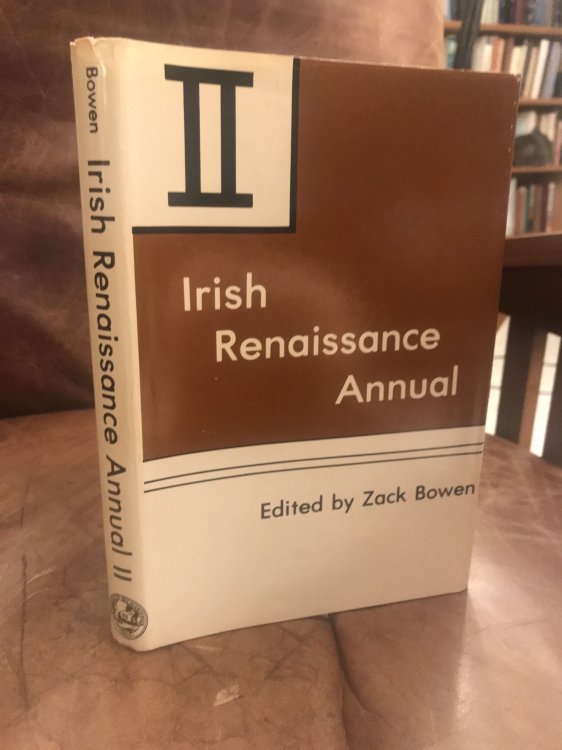 Bowen Irish Renaissance Annual II
II
Irish
Renaissance
Annual
Edited by Zack Bowen